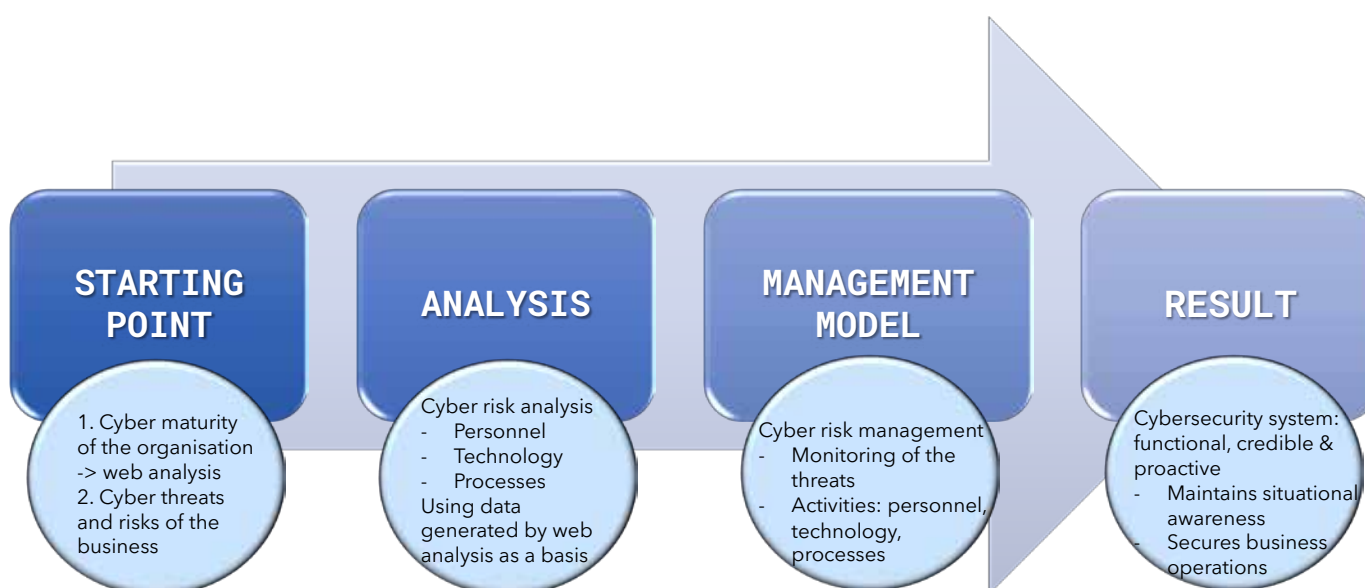 STARTING
POINT
1. Cyber maturity
of the organisation
-> web analysis
2. Cyber threats
and risks of the
business
ANALYSIS
Cyber risk analysis
- Personnel
- Technology
- Processes
Using data
generated by web
analysis as a basis
MANAGEMENT
MODEL
Cyber risk management
- Monitoring of the
threats
- Activities: personnel,
technology,
processes
RESULT
Cybersecurity system:
functional, credible &
proactive
- Maintains situational
awareness
- Secures business
operations